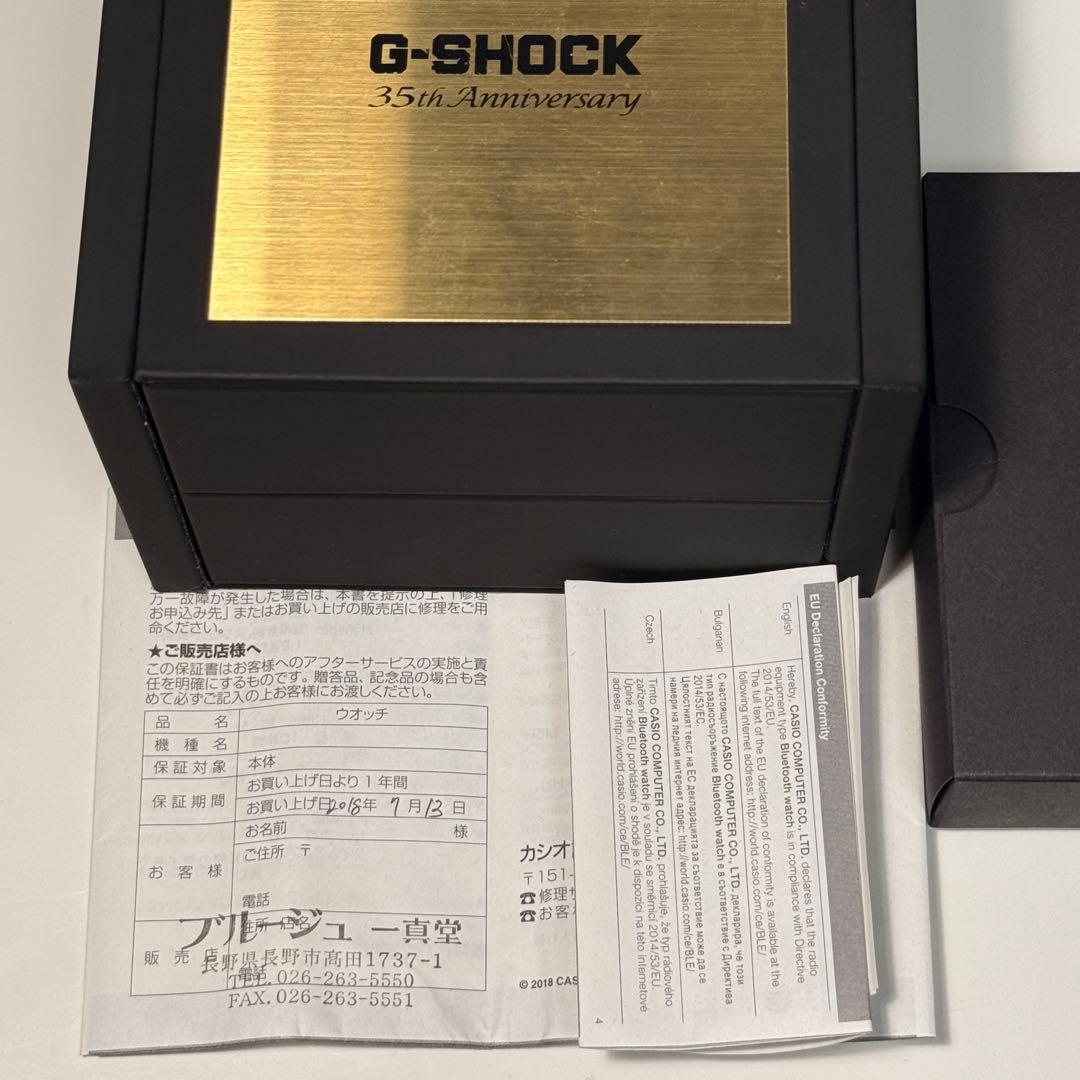 G-SHOCK
35th Anniversary
万一故障が発生した場合は、本書を提示の上、「修理
お申込み先」またはお買い上げの販売店に修理をご用
命ください。
★ご販売店様へ
この保証書はお客様へのアフターサービスの実施と責
任を明確にするものです。贈答品、記念品の場合も含
めて必ずご記入の上お客様にお渡しください。
品 名 ウオッチ
機 種 名
保証対象 本体
保証期間 お買い上げ日より1年間
お買い上げ日2018年 7月 13日
お客様 お名前 様
ご住所 〒
電話
販売店 住所・店名
電話
ブルージュ 一真堂
長野県長野市高田1737-1
TEL.026-263-5550
FAX.026-263-5551
カシオ
〒151-
☎修理
☎お客
© 2018 CAS
EU Declaration Conformity
English
Hereby, CASIO COMPUTER CO., LTD. declares that the radio
equipment type Bluetooth watch is in compliance with Directive
2014/53/EU
The full text of the EU declaration of conformity is available at the
following internet address: http://world.casio.com/ce/BLE/
Bulgarian
С настоящото CASIO COMPUTER CO., LTD. декларира, че този
тип радиосъоръжение Bluetooth watch е в съответствие с Директива
2014/53/ЕС.
Цялостният текст на ЕС декларацията за съответствие може да се
намери на ледния интернет адрес: http://world.casio.com/ce/BLE/
Czech
Tímto CASIO COMPUTER CO., LTD. prohlašuje, že typ rádiového
zařízení Bluetooth watch je v souladu se směrnicí 2014/53/EU.
Úplné znění EU prohlášení o shodě je k dispozici na této internetové
adrese: http://world.casio.com/ce/BLE/
4